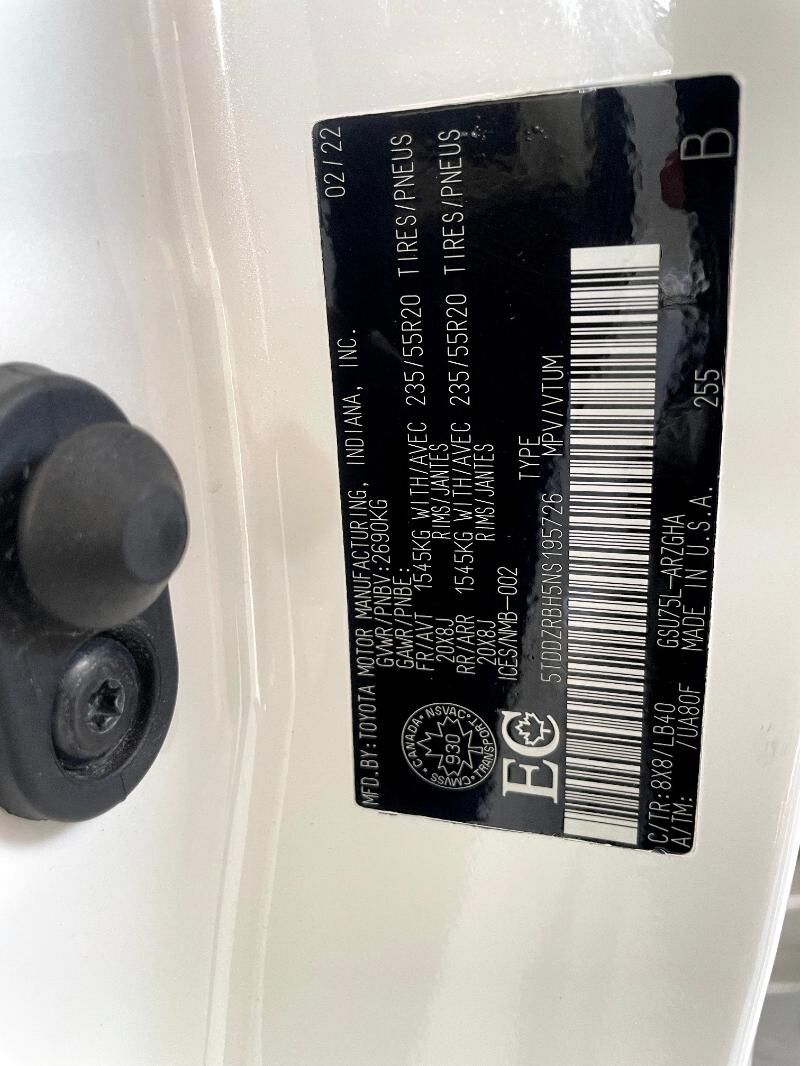 MFD.BY:TOYOTA MOTOR MANUFACTURING, INDIANA, INC. 02/22
GVWR/PNBV:2690KG
GAWR/PNBE:
FR/AVT 1545KG WITH/AVEC 235/55R20 TIRES/PNEUS
20X8J RIMS/JANTES
RR/ARR 1545KG WITH/AVEC 235/55R20 TIRES/PNEUS
20X8J RIMS/JANTES
ICES/NMB-002
CANADA • NSVAC • TRANSPORT • CMVSS •
930
EC
TYPE
5TDDZRBH5NS195726 MPV/VTUM
C/TR:8X8/LB40 GSU75L-ARZGHA 255 B
A/TM: /UA80F MADE IN U.S.A.